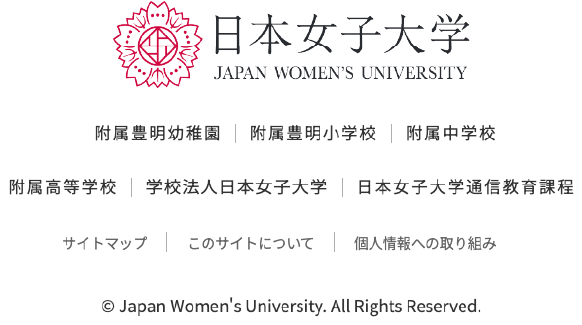 日本女子大学
JAPAN WOMEN'S UNIVERSITY
附属豊明幼稚園 | 附属豊明小学校 | 附属中学校
附属高等学校 | 学校法人日本女子大学 | 日本女子大学通信教育課程
サイトマップ | このサイトについて | 個人情報への取り組み
© Japan Women's University. All Rights Reserved.